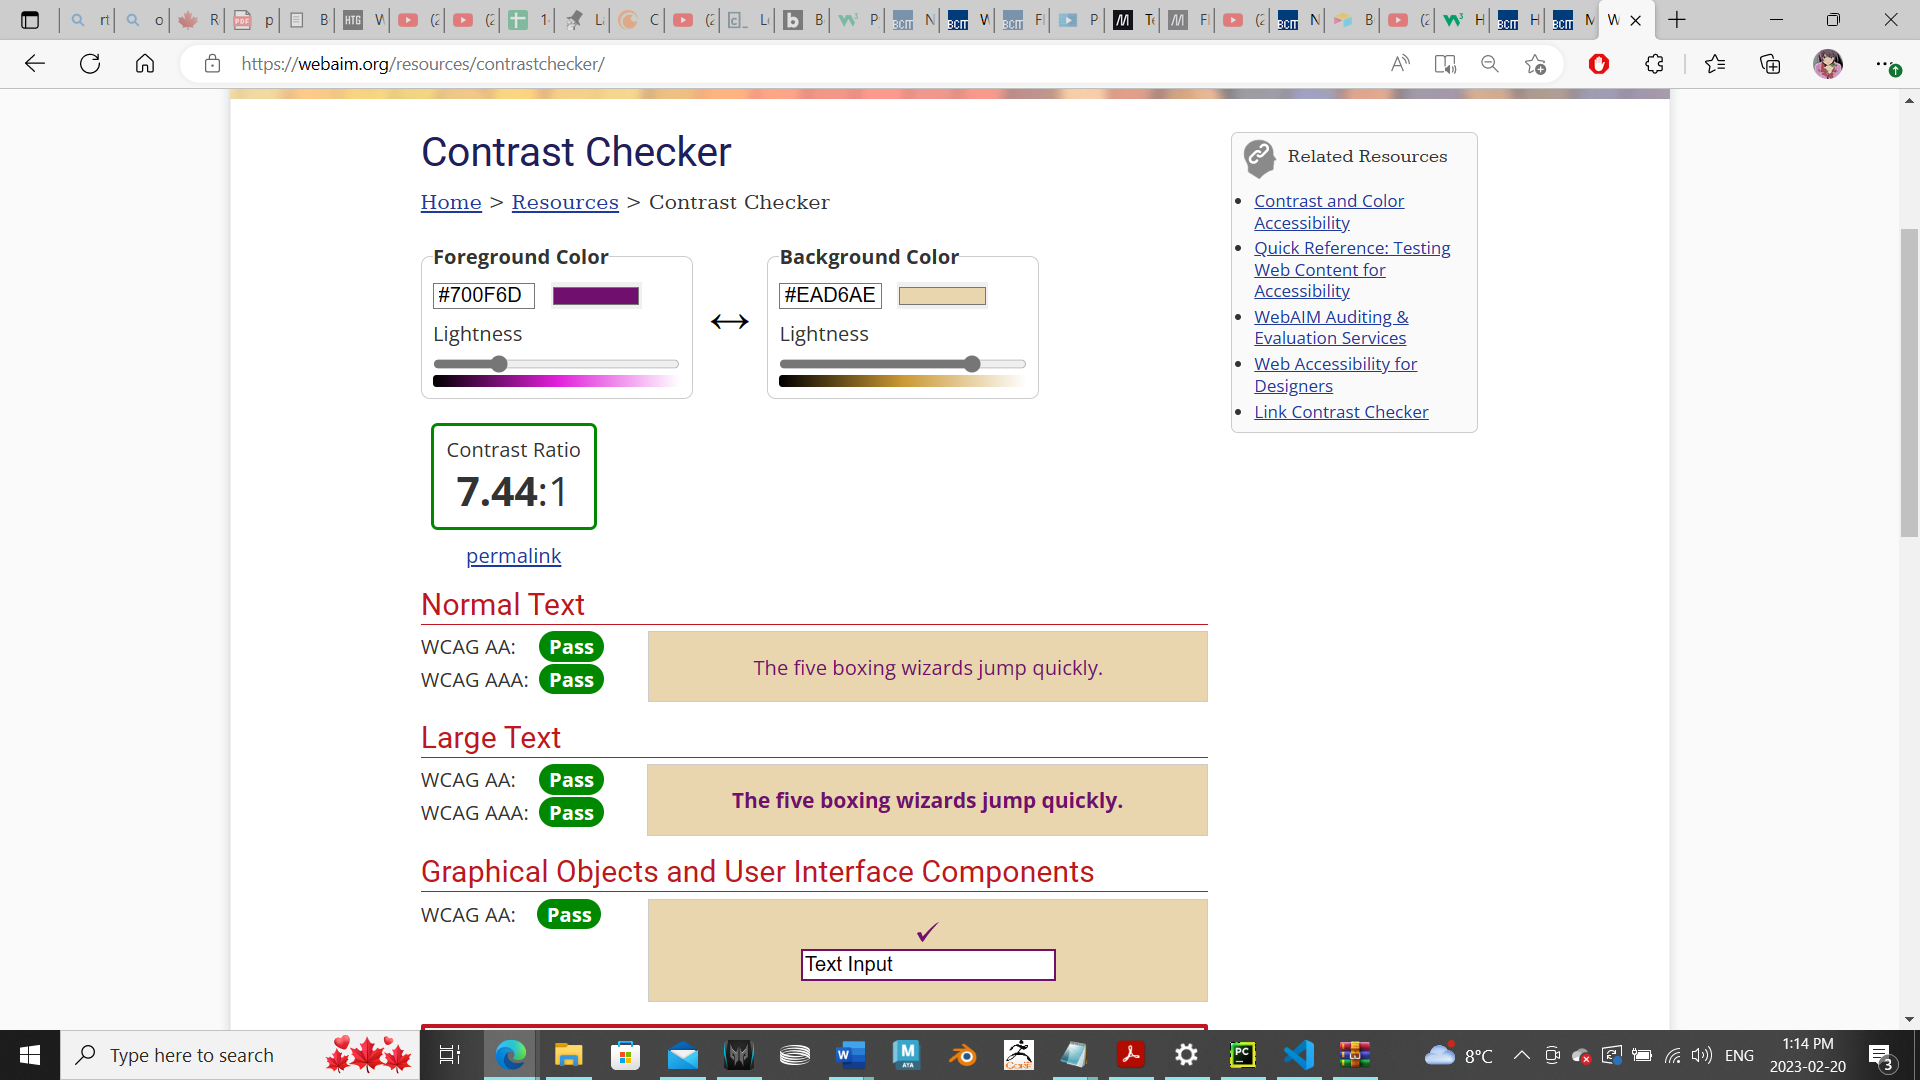 https://webaim.org/resources/contrastchecker/
Contrast Checker
Home > Resources > Contrast Checker
Foreground Color
#700F6D
Lightness
Background Color
#EAD6AE
Lightness
Contrast Ratio
7.44:1
permalink
Normal Text
WCAG AA: Pass
WCAG AAA: Pass
The five boxing wizards jump quickly.
Large Text
WCAG AA: Pass
WCAG AAA: Pass
The five boxing wizards jump quickly.
Graphical Objects and User Interface Components
WCAG AA: Pass
✓
Text Input
Related Resources
Contrast and Color
Accessibility
Quick Reference: Testing
Web Content for
Accessibility
WebAIM Auditing &
Evaluation Services
Web Accessibility for
Designers
Link Contrast Checker
Type here to search
8°C
ENG
1:14 PM
2023-02-20
3